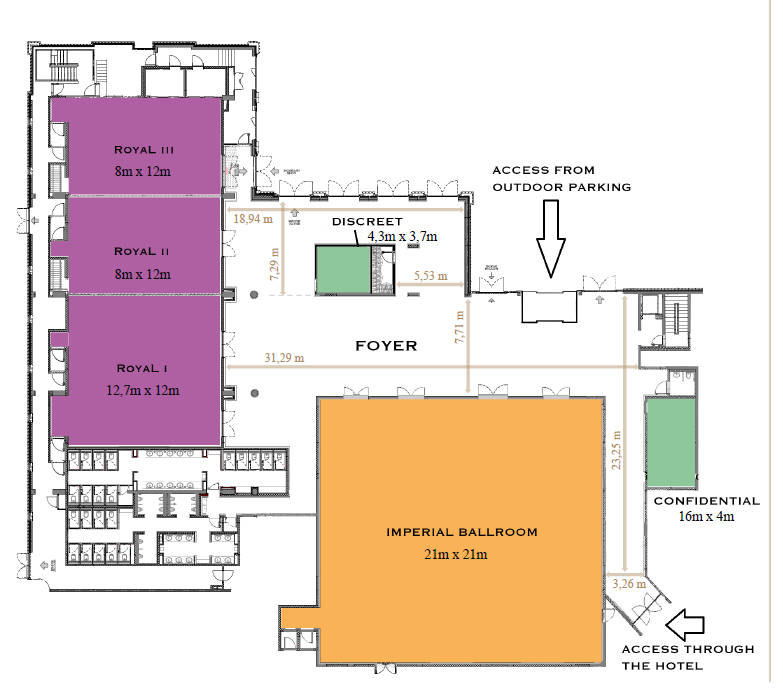 ROYAL III
8m x 12m
ACCESS FROM
OUTDOOR PARKING
18,94 m
DISCREET
4,3m x 3,7m
ROYAL II
8m x 12m
7,29 m
5,53 m
FOYER
7,71 m
31,29 m
ROYAL I
12,7m x 12m
23,25 m
CONFIDENTIAL
16m x 4m
IMPERIAL BALLROOM
21m x 21m
3,26 m
ACCESS THROUGH
THE HOTEL